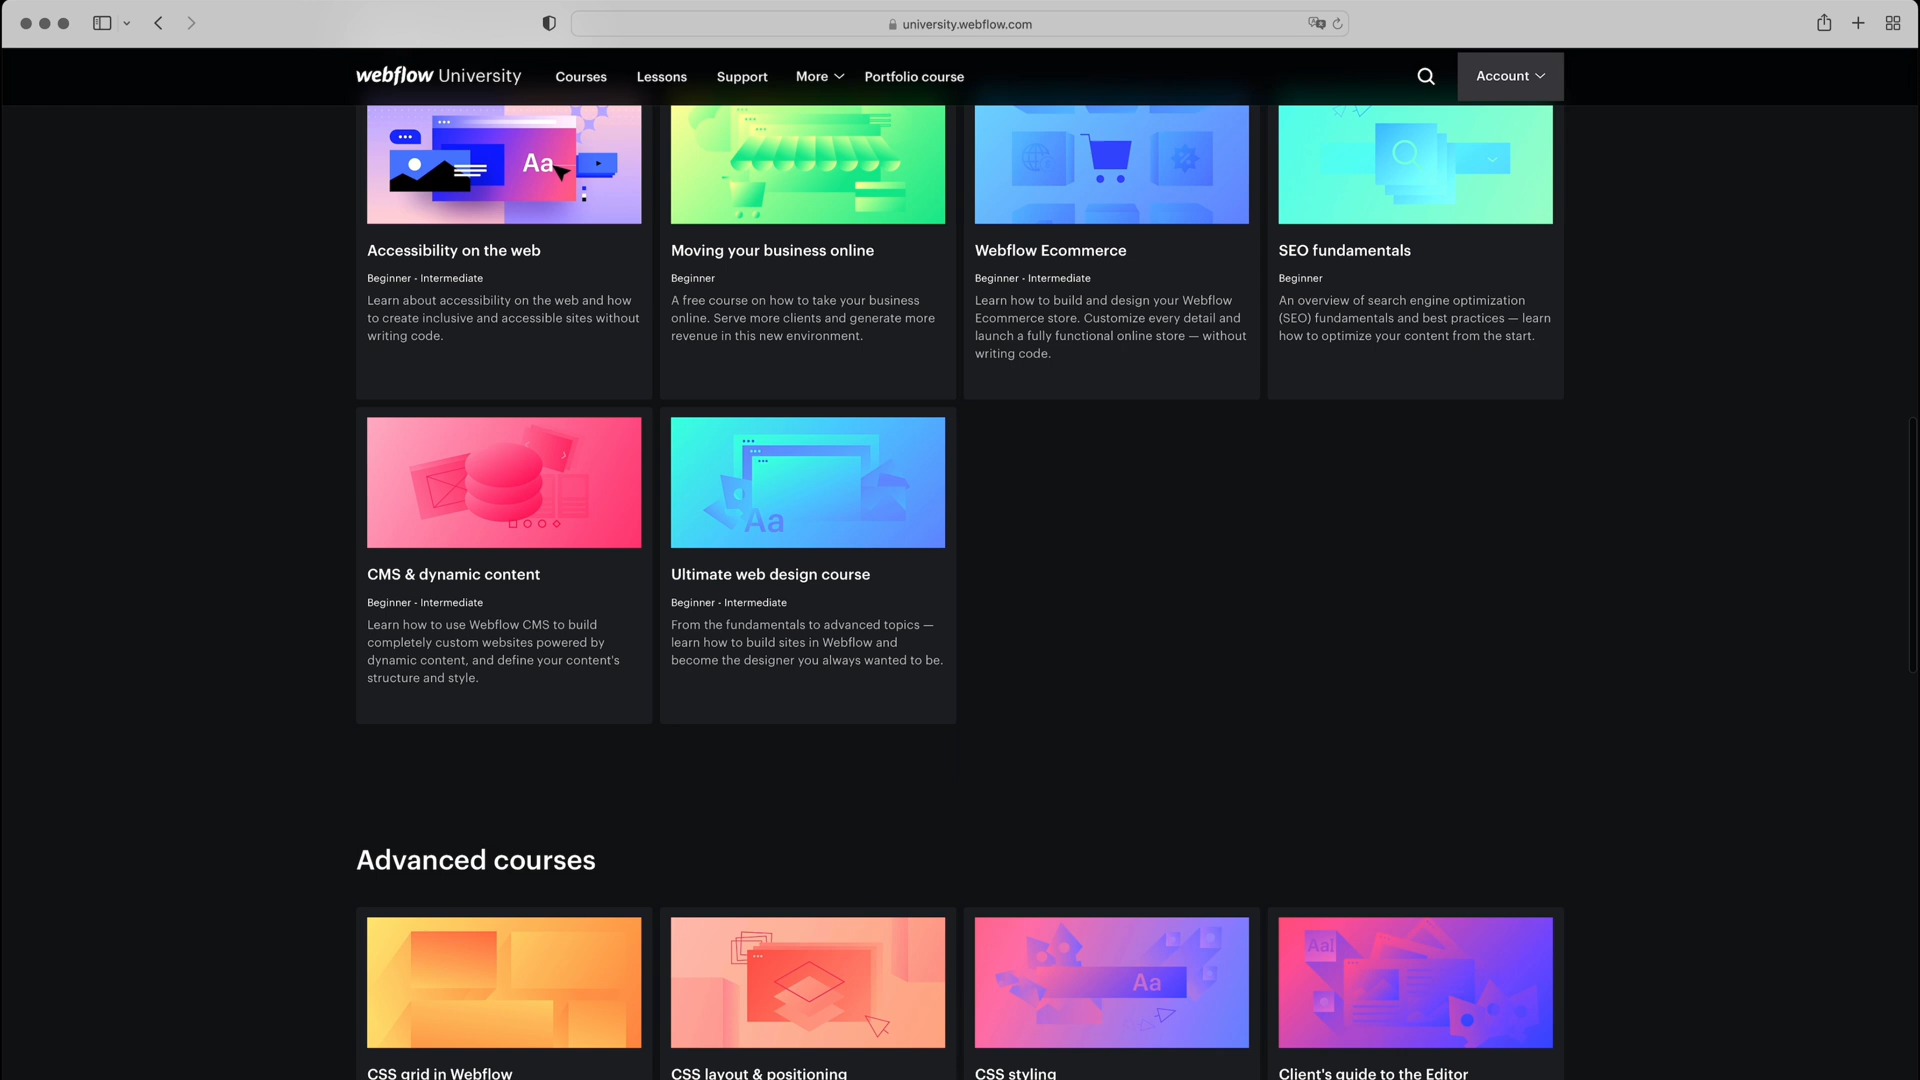 university.webflow.com
webflow University
Courses
Lessons
Support
More
Portfolio course
Account
Aa
Accessibility on the web
Beginner - Intermediate
Learn about accessibility on the web and how
to create inclusive and accessible sites without
writing code.
Moving your business online
Beginner
A free course on how to take your business
online. Serve more clients and generate more
revenue in this new environment.
Webflow Ecommerce
Beginner - Intermediate
Learn how to build and design your Webflow
Ecommerce store. Customize every detail and
launch a fully functional online store — without
writing code.
SEO fundamentals
Beginner
An overview of search engine optimization
(SEO) fundamentals and best practices — learn
how to optimize your content from the start.
CMS & dynamic content
Beginner - Intermediate
Learn how to use Webflow CMS to build
completely custom websites powered by
dynamic content, and define your content's
structure and style.
Aa
Ultimate web design course
Beginner - Intermediate
From the fundamentals to advanced topics —
learn how to build sites in Webflow and
become the designer you always wanted to be.
Advanced courses
CSS grid in Webflow
CSS layout & positioning
Aa
CSS styling
Aa
Client's guide to the Editor